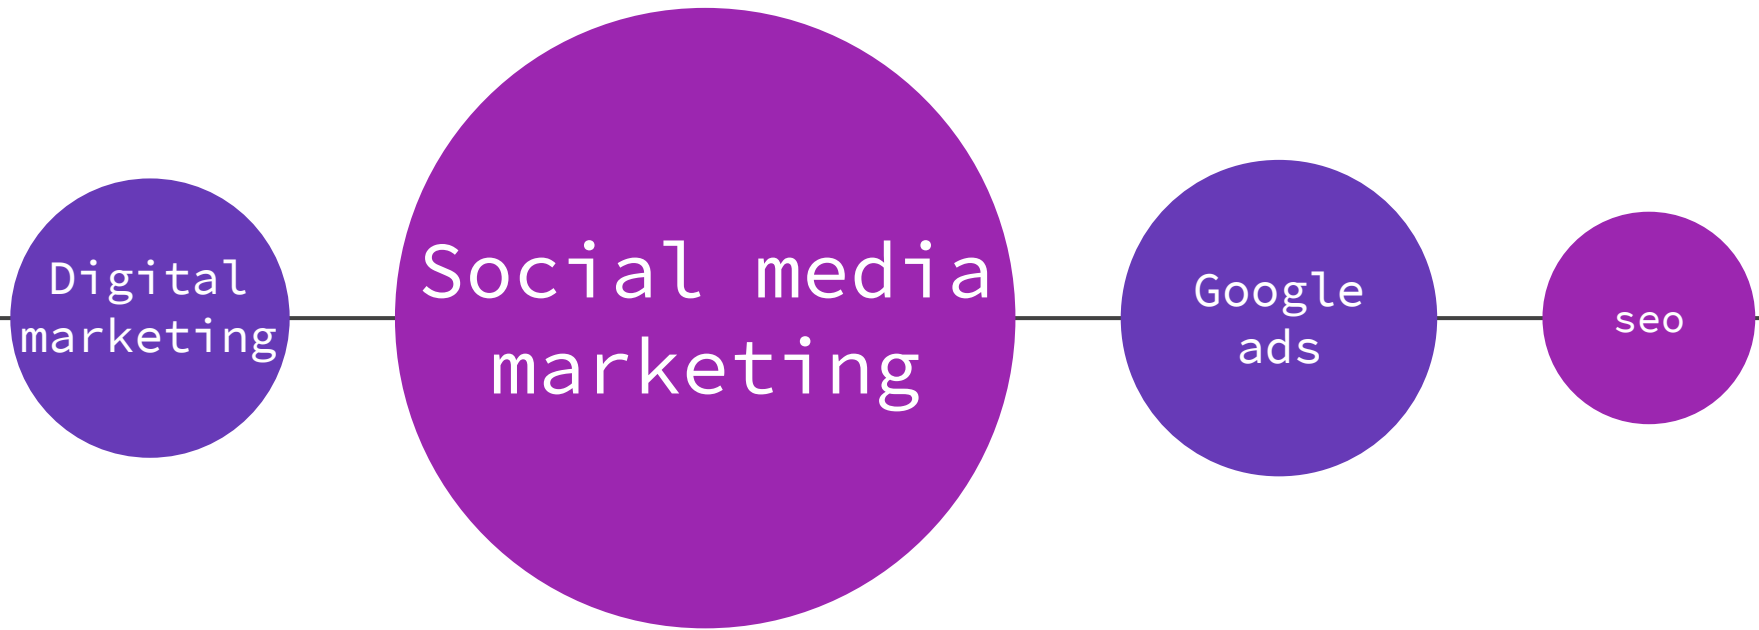 Digital
marketing
Social media
marketing
Google
ads
seo